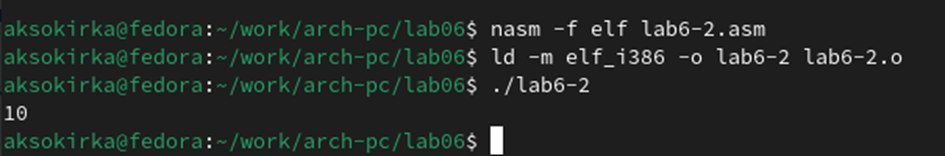 aksokirka@fedora:~/work/arch-pc/lab06$ nasm -f elf lab6-2.asm
aksokirka@fedora:~/work/arch-pc/lab06$ ld -m elf_i386 -o lab6-2 lab6-2.o
aksokirka@fedora:~/work/arch-pc/lab06$ ./lab6-2
10
aksokirka@fedora:~/work/arch-pc/lab06$